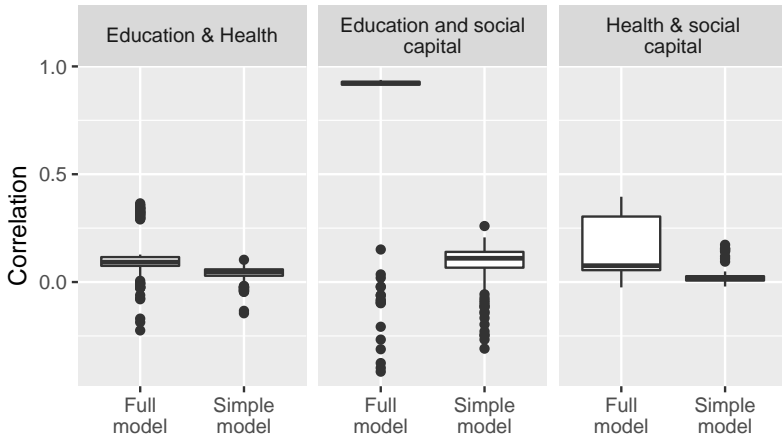 Education & Health
Education and social
capital
Health & social
capital
Correlation
1.0
0.5
0.0
Full
model
Simple
model
Full
model
Simple
model
Full
model
Simple
model